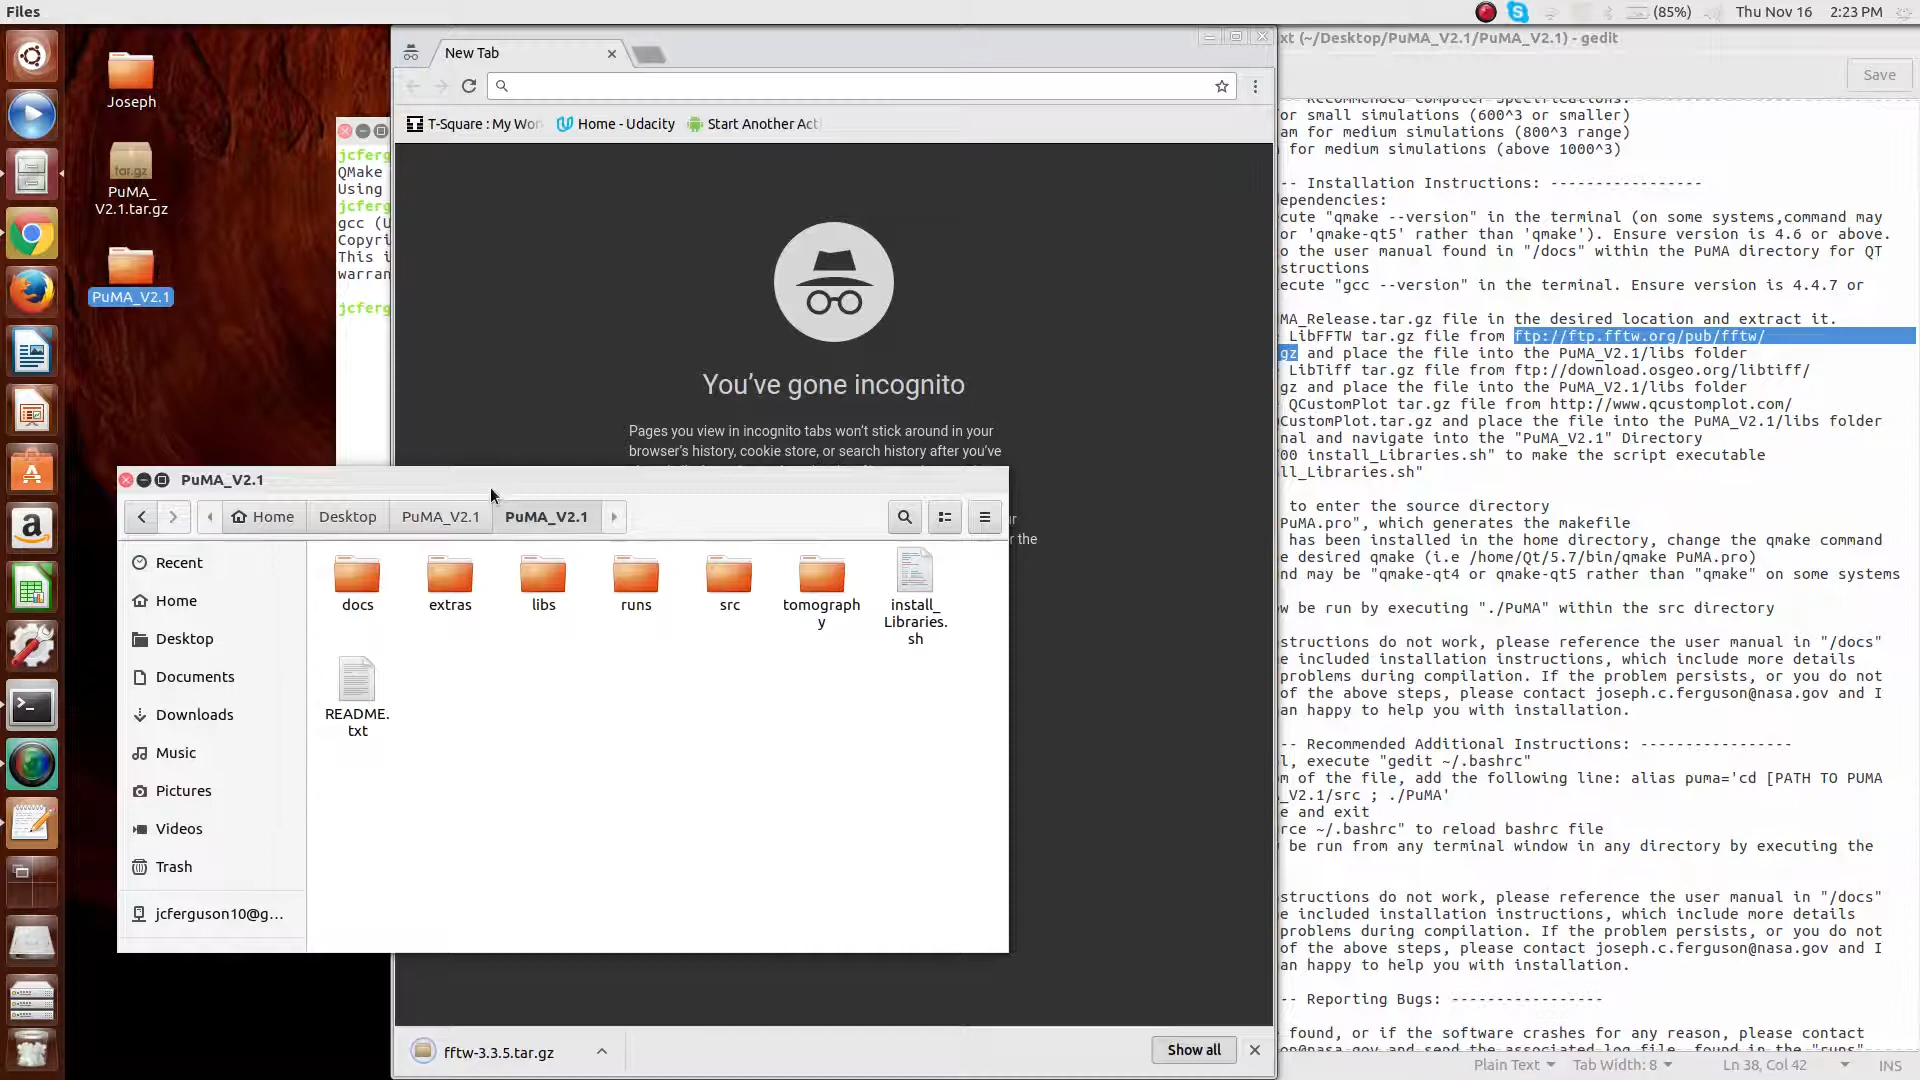 Files
(85%)
Thu Nov 16
2:23 PM
Joseph
tar.gz
PuMA_
V2.1.tar.gz
PuMA_V2.1
jcferg
QMake
Using
jcferg
gcc (U
Copyri
This i
warran
jcferg
New Tab
T-Square : My Wor
Home - Udacity
Start Another Act
You've gone incognito
Pages you view in incognito tabs won't stick around in your
browser's history, cookie store, or search history after you've
or the
PuMA_V2.1
Home
Desktop
PuMA_V2.1
PuMA_V2.1
Recent
Home
Desktop
Documents
Downloads
Music
Pictures
Videos
Trash
jcferguson10@g...
docs
extras
libs
runs
src
tomograph
y
install_
Libraries.
sh
README.
txt
fftw-3.3.5.tar.gz
Show all
xt (~/Desktop/PuMA_V2.1/PuMA_V2.1) - gedit
Save
Recommended Computer Specifications:
or small simulations (600^3 or smaller)
am for medium simulations (800^3 range)
 for medium simulations (above 1000^3)
-- Installation Instructions: -----------------
ependencies:
cute "qmake --version" in the terminal (on some systems,command may
or 'qmake-qt5' rather than 'qmake'). Ensure version is 4.6 or above.
o the user manual found in "/docs" within the PuMA directory for QT
structions
ecute "gcc --version" in the terminal. Ensure version is 4.4.7 or
MA_Release.tar.gz file in the desired location and extract it.
 LibFFTW tar.gz file from ftp://ftp.fftw.org/pub/fftw/
gz and place the file into the PuMA_V2.1/libs folder
 LibTiff tar.gz file from ftp://download.osgeo.org/libtiff/
gz and place the file into the PuMA_V2.1/libs folder
 QCustomPlot tar.gz file from http://www.qcustomplot.com/
CustomPlot.tar.gz and place the file into the PuMA_V2.1/libs folder
nal and navigate into the "PuMA_V2.1" Directory
00 install_Libraries.sh" to make the script executable
ll_Libraries.sh"
 to enter the source directory
PuMA.pro", which generates the makefile
 has been installed in the home directory, change the qmake command
e desired qmake (i.e /home/Qt/5.7/bin/qmake PuMA.pro)
nd may be "qmake-qt4 or qmake-qt5 rather than "qmake" on some systems
ow be run by executing "./PuMA" within the src directory
structions do not work, please reference the user manual in "/docs"
e included installation instructions, which include more details
problems during compilation. If the problem persists, or you do not
of the above steps, please contact joseph.c.ferguson@nasa.gov and I
an happy to help you with installation.
-- Recommended Additional Instructions: -----------------
l, execute "gedit ~/.bashrc"
om of the file, add the following line: alias puma='cd [PATH TO PUMA
A_V2.1/src ; ./PuMA'
e and exit
rce ~/.bashrc" to reload bashrc file
 be run from any terminal window in any directory by executing the
structions do not work, please reference the user manual in "/docs"
e included installation instructions, which include more details
problems during compilation. If the problem persists, or you do not
of the above steps, please contact joseph.c.ferguson@nasa.gov and I
an happy to help you with installation.
-- Reporting Bugs: -----------------
 found, or if the software crashes for any reason, please contact
on@nasa.gov and send the associated log file, found in the "runs"
Plain Text
Tab Width: 8
Ln 38, Col 42
INS